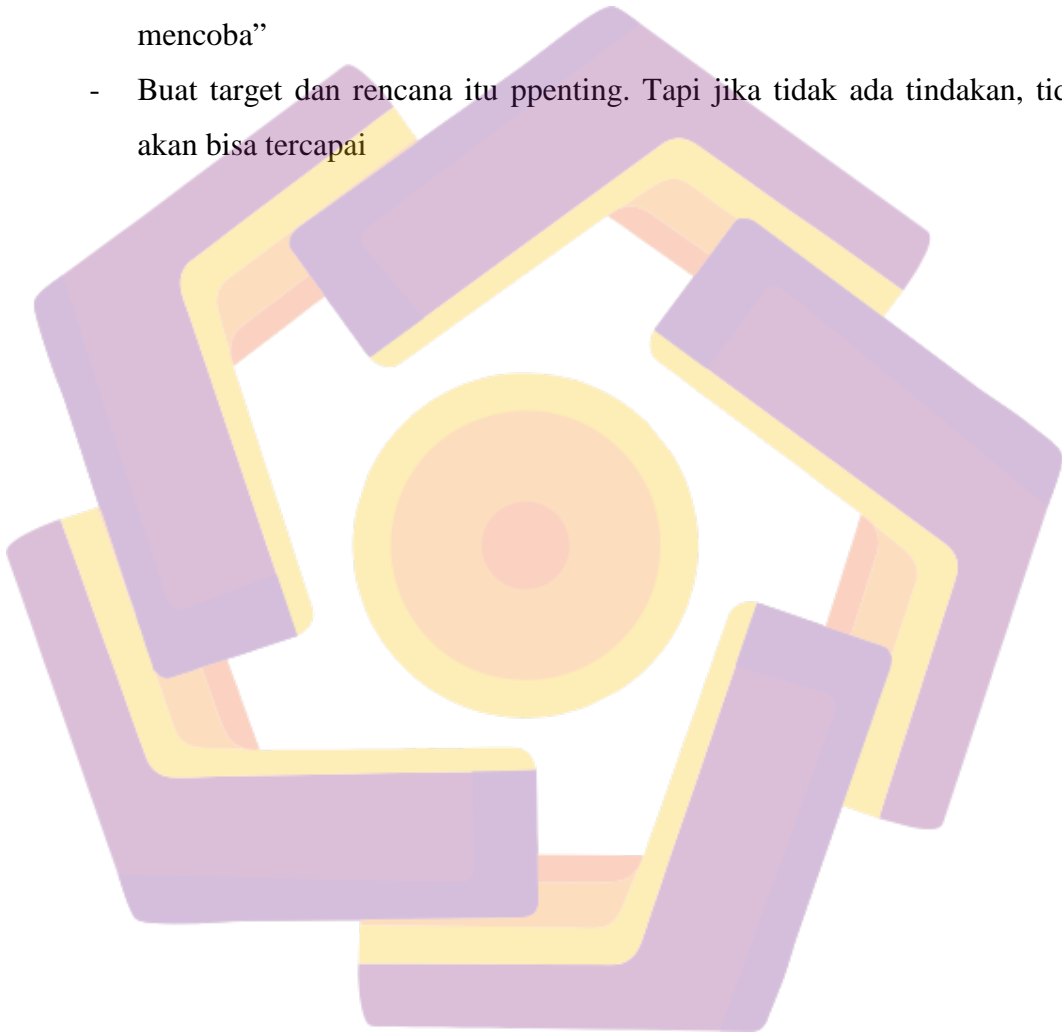 mencoba”
- Buat target dan rencana itu ppenting. Tapi jika tidak ada tindakan,
akan bisa tercapai